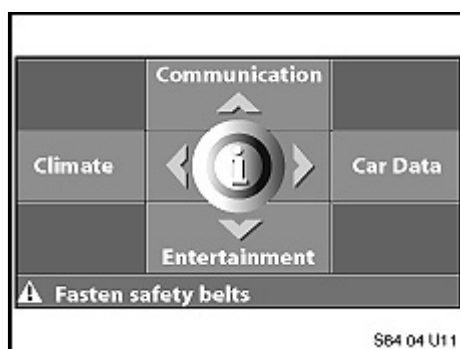 Communication
Climate
i
Car Data
Entertainment
Fasten safety belts
S64 04 U11